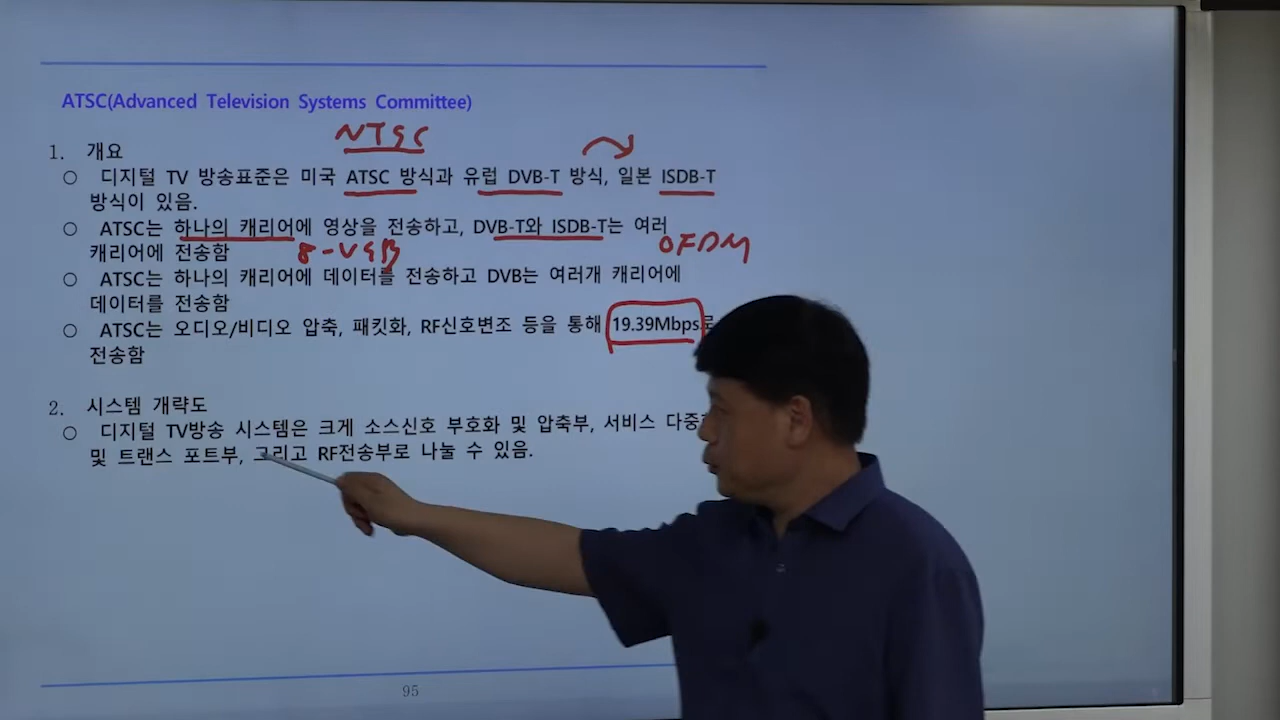 ATSC(Advanced Television Systems Committee)
NTSC
1. 개요
○ 디지털 TV 방송표준은 미국 ATSC 방식과 유럽 DVB-T 방식, 일본 ISDB-T
방식이 있음.
○ ATSC는 하나의 캐리어에 영상을 전송하고, DVB-T와 ISDB-T는 여러
캐리어에 전송함
8-VSB
OFDM
○ ATSC는 하나의 캐리어에 데이터를 전송하고 DVB는 여러개 캐리어에
데이터를 전송함
○ ATSC는 오디오/비디오 압축, 패킷화, RF신호변조 등을 통해 19.39Mbps로
전송함
2. 시스템 개략도
○ 디지털 TV방송 시스템은 크게 소스신호 부호화 및 압축부, 서비스
및 트랜스 포트부, 그리고 RF전송부로 나눌 수 있음.
95